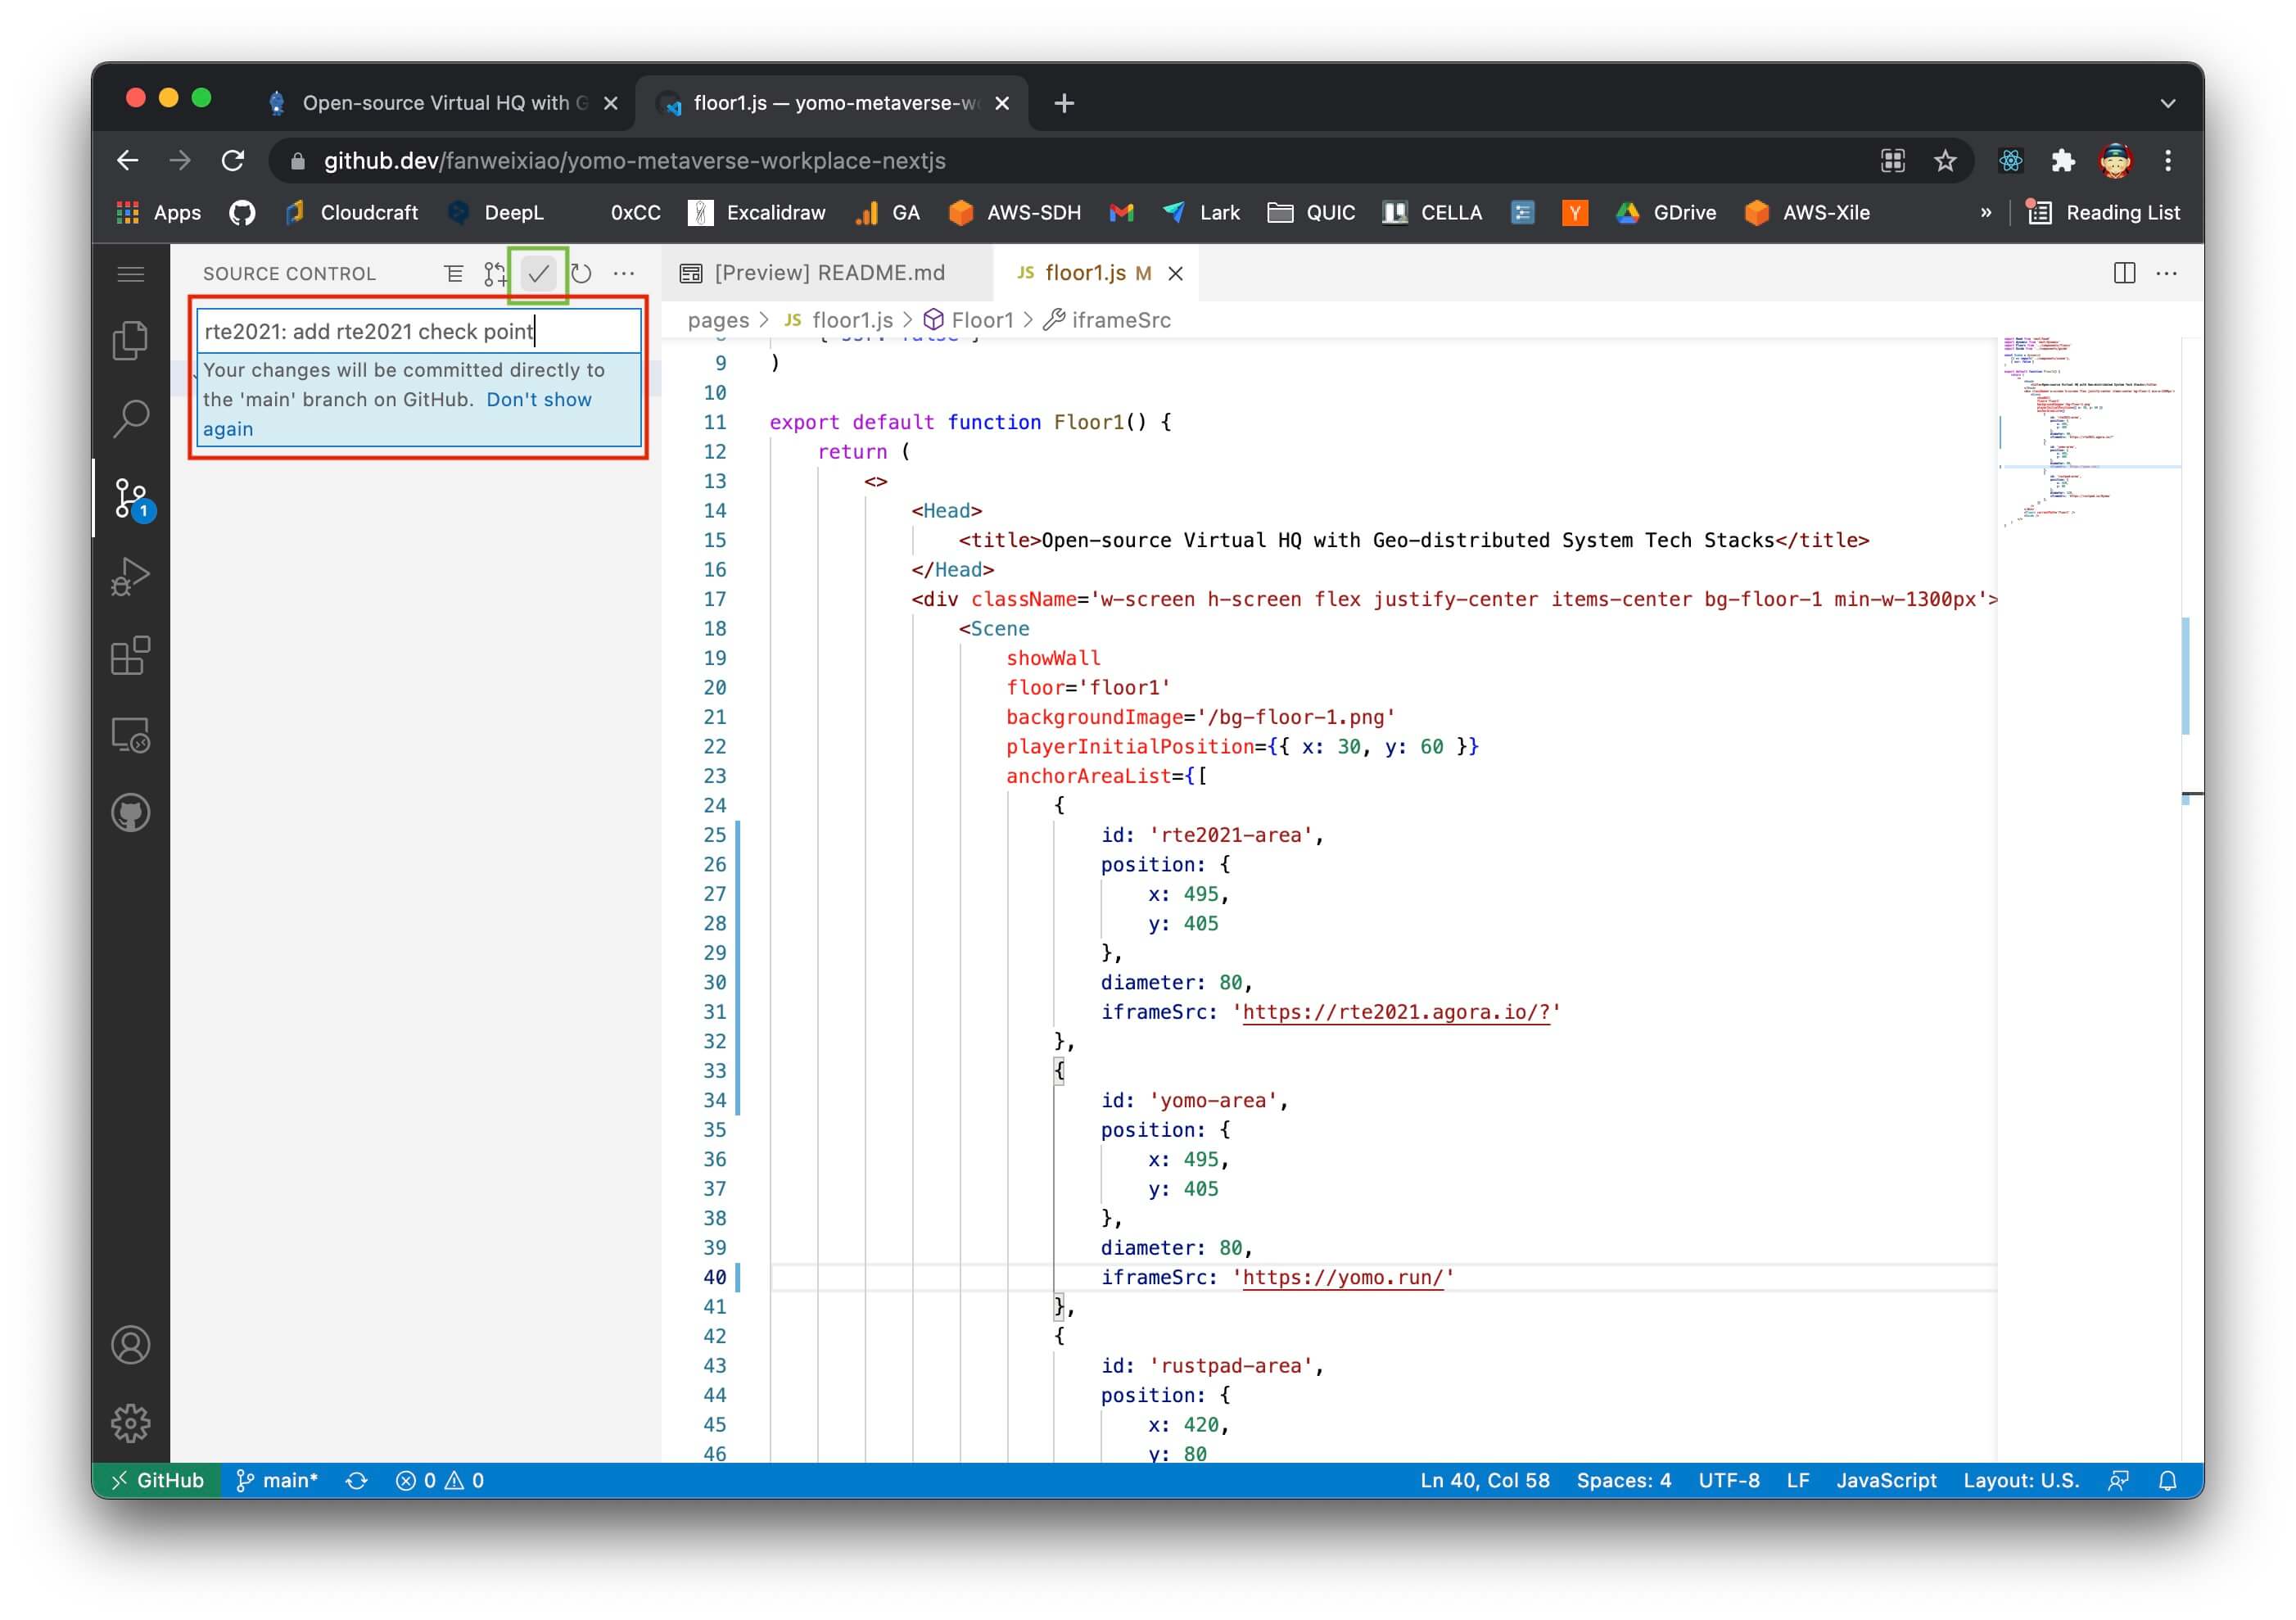 Open-source Virtual HQ with G
floor1.js — yomo-metaverse-w
github.dev/fanweixiao/yomo-metaverse-workplace-nextjs
Apps Cloudcraft DeepL 0xCC Excalidraw GA AWS-SDH Lark QUIC CELLA Y GDrive AWS-Xile » Reading List
SOURCE CONTROL
[Preview] README.md JS floor1.js M
rte2021: add rte2021 check point
Your changes will be committed directly to
the 'main' branch on GitHub. Don't show
again
1
pages > JS floor1.js > Floor1 > iframeSrc
9 )
10
11 export default function Floor1() {
12 return (
13 <>
14 <Head>
15 <title>Open-source Virtual HQ with Geo-distributed System Tech Stacks</title>
16 </Head>
17 <div className='w-screen h-screen flex justify-center items-center bg-floor-1 min-w-1300px'>
18 <Scene
19 showWall
20 floor='floor1'
21 backgroundImage='/bg-floor-1.png'
22 playerInitialPosition={{ x: 30, y: 60 }}
23 anchorAreaList={[
24 {
25 id: 'rte2021-area',
26 position: {
27 x: 495,
28 y: 405
29 },
30 diameter: 80,
31 iframeSrc: 'https://rte2021.agora.io/?'
32 },
33 {
34 id: 'yomo-area',
35 position: {
36 x: 495,
37 y: 405
38 },
39 diameter: 80,
40 iframeSrc: 'https://yomo.run/'
41 },
42 {
43 id: 'rustpad-area',
44 position: {
45 x: 420,
46 y: 80
GitHub main* 0 0 Ln 40, Col 58 Spaces: 4 UTF-8 LF JavaScript Layout: U.S.